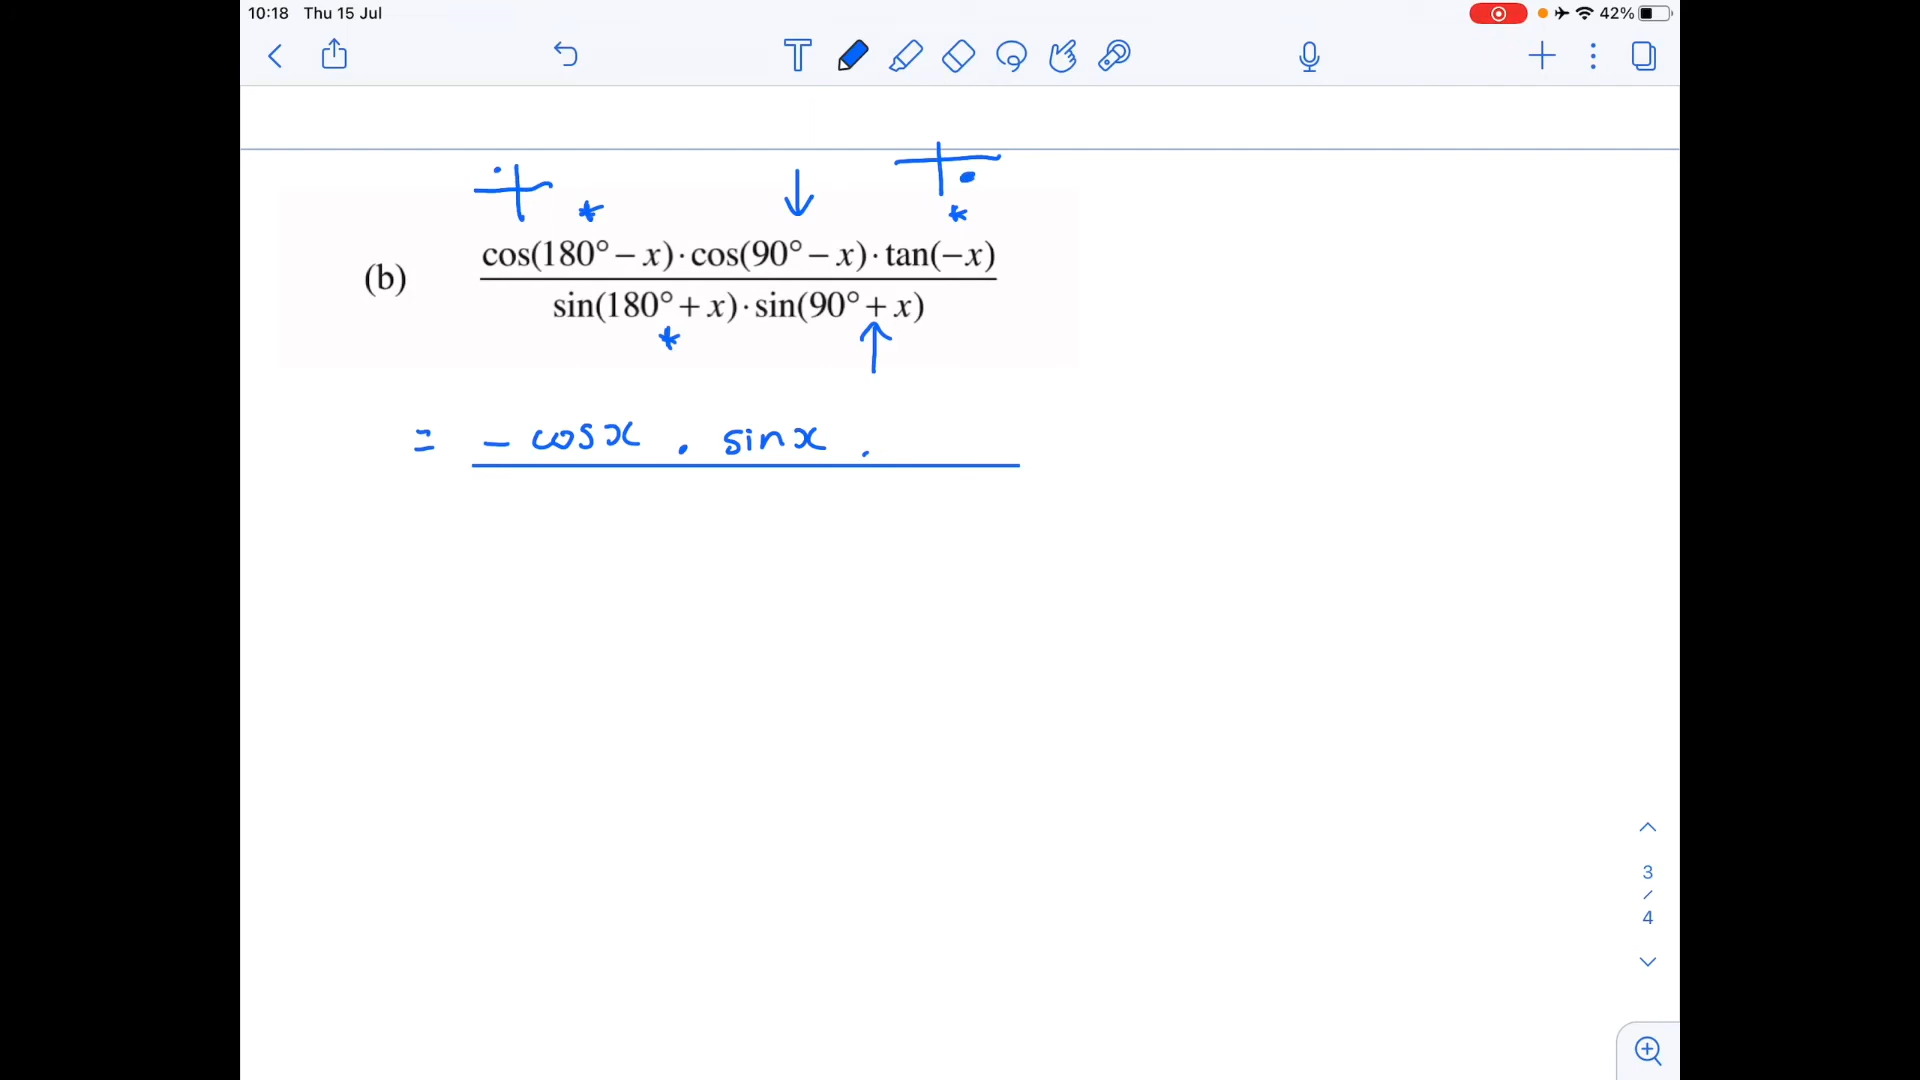 10:18 Thu 15 Jul 42%
T
* *
(b) cos(180° − x)·cos(90° − x)·tan(−x)
sin(180° + x)·sin(90° + x)
*
= − cosx . sinx .
3
/
4